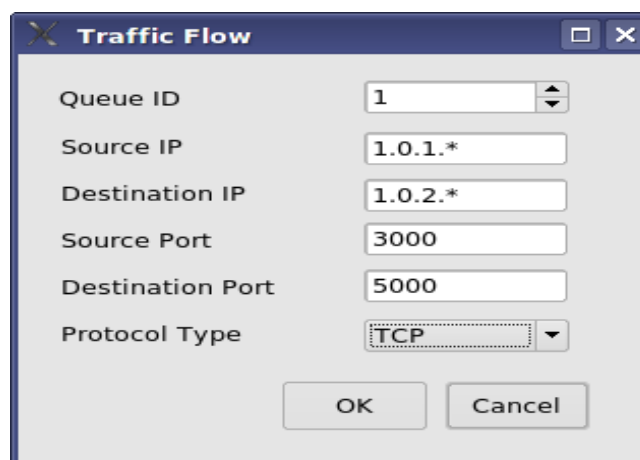 Traffic Flow
Queue ID 1
Source IP 1.0.1.*
Destination IP 1.0.2.*
Source Port 3000
Destination Port 5000
Protocol Type TCP
OK Cancel